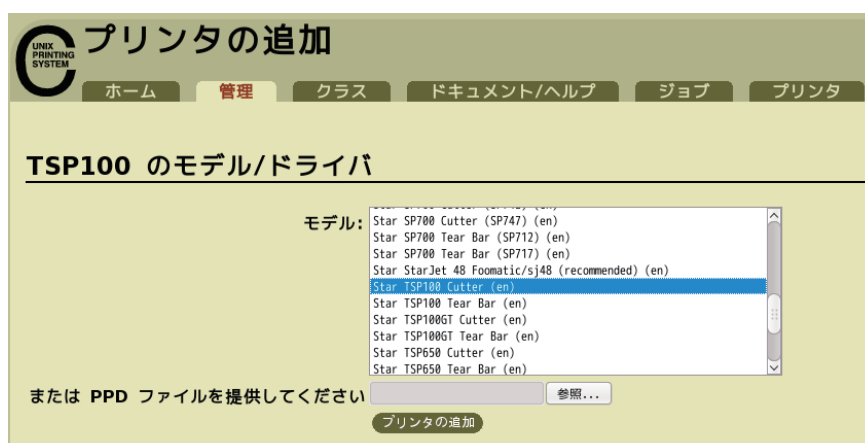 UNIX
PRINTING
SYSTEM
プリンタの追加
ホーム 管理 クラス ドキュメント/ヘルプ ジョブ プリンタ
TSP100 のモデル/ドライバ
モデル:
Star SP700 Cutter (SP747) (en)
Star SP700 Tear Bar (SP712) (en)
Star SP700 Tear Bar (SP717) (en)
Star StarJet 48 Foomatic/sj48 (recommended) (en)
Star TSP100 Cutter (en)
Star TSP100 Tear Bar (en)
Star TSP100GT Cutter (en)
Star TSP100GT Tear Bar (en)
Star TSP650 Cutter (en)
Star TSP650 Tear Bar (en)
または PPD ファイルを提供してください 参照...
プリンタの追加